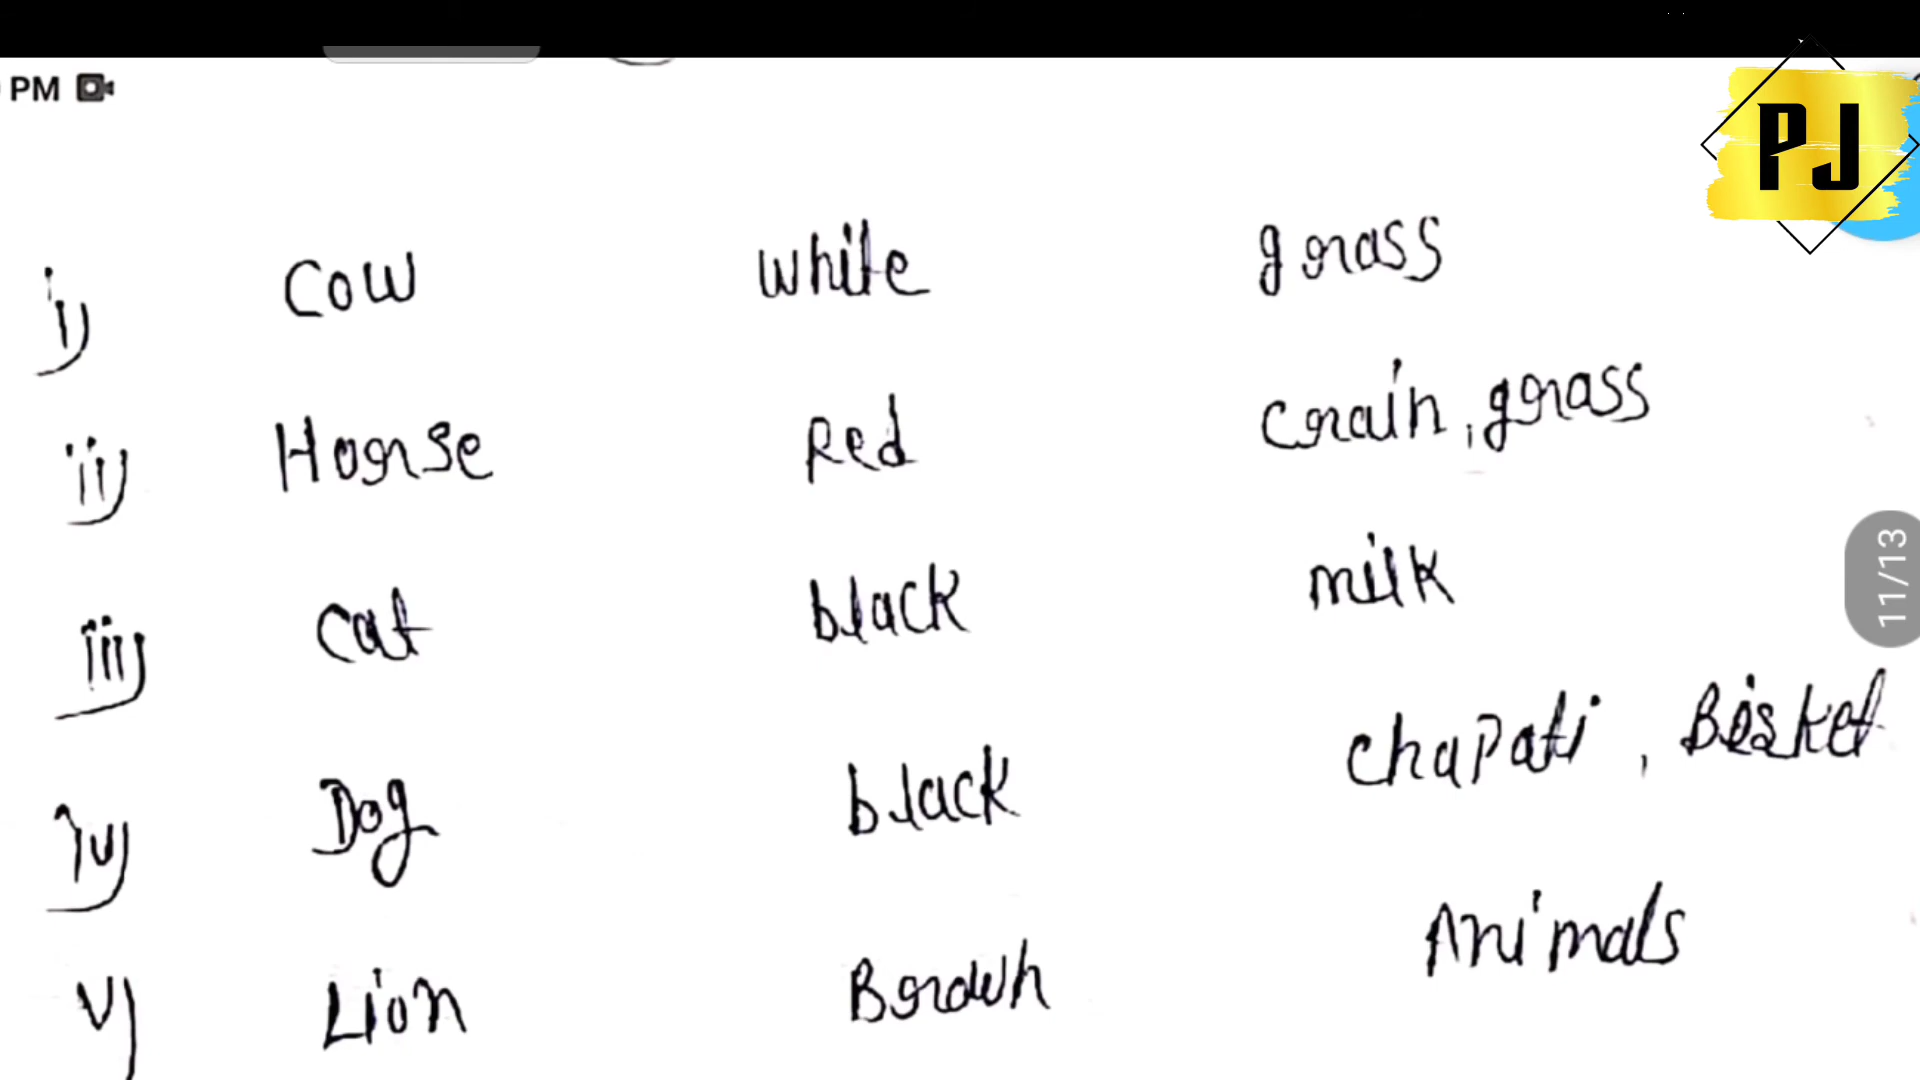 PM
PJ
i) Cow white grass
ii) Horse Red Crain, grass
11/13
iii) Cat black milk
iv) Dog black chapati, Bisket
v) Lion Brown Animals